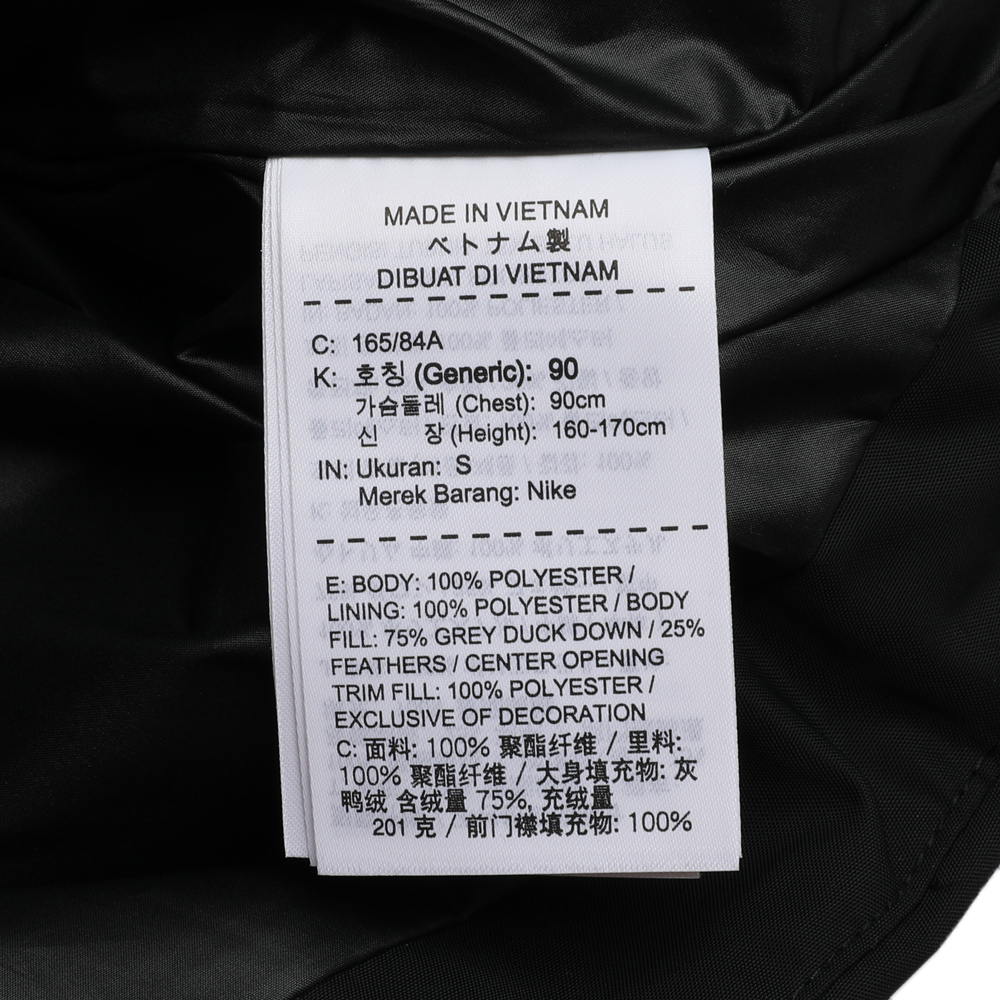 MADE IN VIETNAM
ベトナム製
DIBUAT DI VIETNAM
C: 165/84A
K: 호칭 (Generic): 90
가슴둘레 (Chest): 90cm
신 장 (Height): 160-170cm
IN: Ukuran: S
Merek Barang: Nike
E: BODY: 100% POLYESTER /
LINING: 100% POLYESTER / BODY
FILL: 75% GREY DUCK DOWN / 25%
FEATHERS / CENTER OPENING
TRIM FILL: 100% POLYESTER /
EXCLUSIVE OF DECORATION
C: 面料: 100% 聚酯纤维 / 里料:
100% 聚酯纤维 / 大身填充物: 灰
鸭绒 含绒量 75%, 充绒量
201 克 / 前门襟填充物: 100%